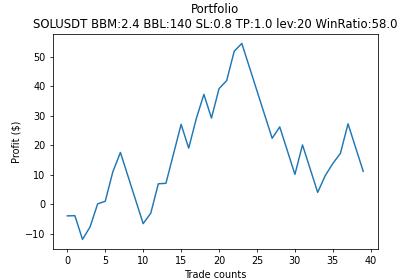 Portfolio
SOLUSDT BBM:2.4 BBL:140 SL:0.8 TP:1.0 lev:20 WinRatio:58.0
Profit ($)
50
40
30
20
10
0
−10
0 5 10 15 20 25 30 35 40
Trade counts